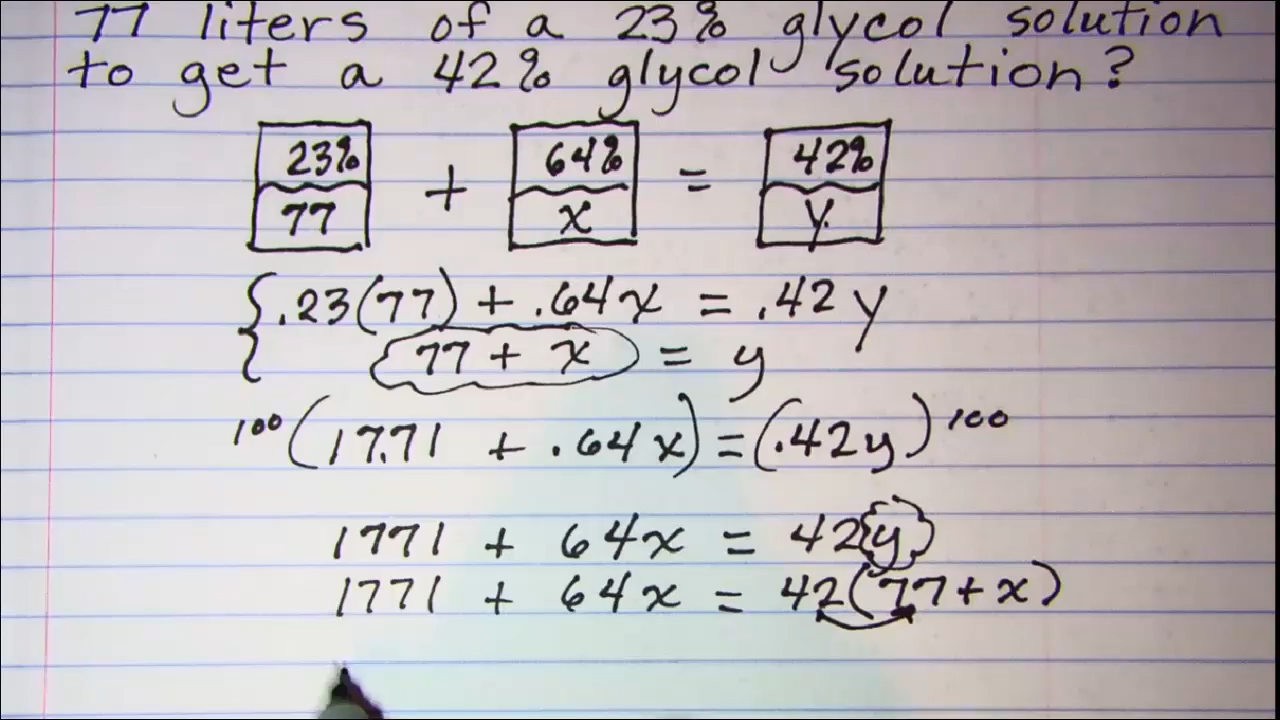 77 liters of a 23% glycol solution
to get a 42% glycol solution?
23% + 64% = 42%
77 x y
{ .23(77) + .64x = .42y
77 + x = y
100 (17.71 + .64x) = (.42y) 100
1771 + 64x = 42y
1771 + 64x = 42(77+x)